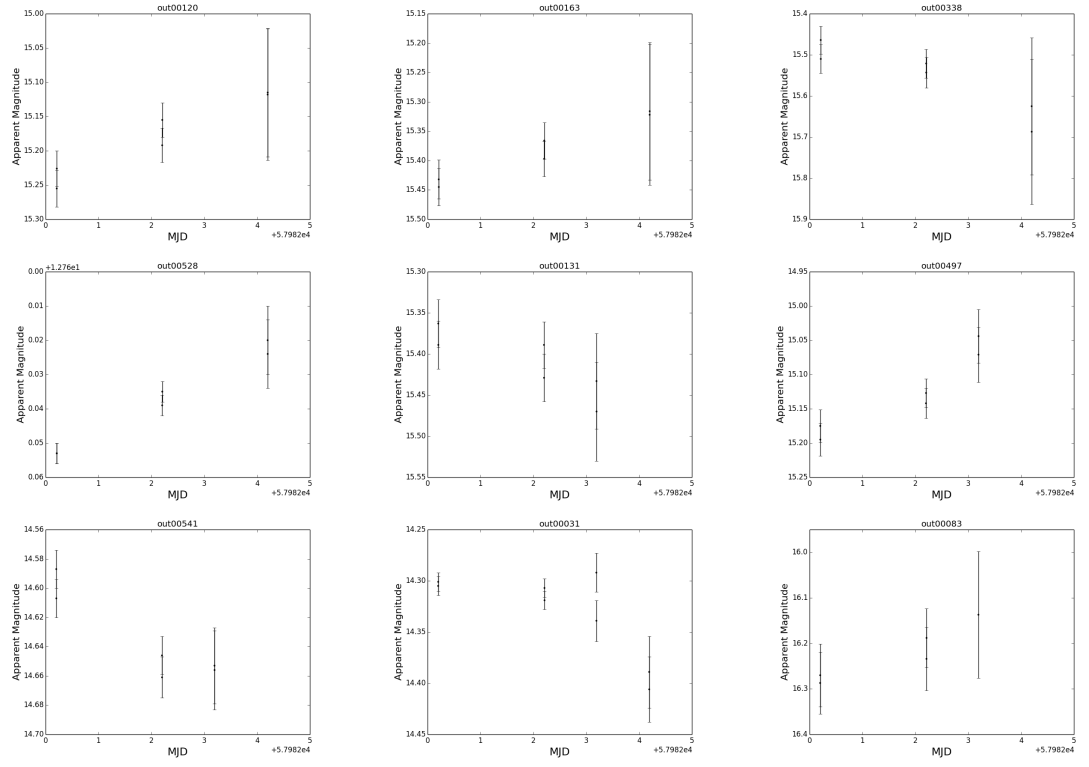 out00120
15.00
15.05
15.10
15.15
15.20
15.25
15.30
Apparent Magnitude
0 1 2 3 4 5
MJD
+5.7982e4
out00163
15.15
15.20
15.25
15.30
15.35
15.40
15.45
15.50
Apparent Magnitude
0 1 2 3 4 5
MJD
+5.7982e4
out00338
15.4
15.5
15.6
15.7
15.8
15.9
Apparent Magnitude
0 1 2 3 4 5
MJD
+5.7982e4
out00528
+1.276e1
0.00
0.01
0.02
0.03
0.04
0.05
0.06
Apparent Magnitude
0 1 2 3 4 5
MJD
+5.7982e4
out00131
15.30
15.35
15.40
15.45
15.50
15.55
Apparent Magnitude
0 1 2 3 4 5
MJD
+5.7982e4
out00497
14.95
15.00
15.05
15.10
15.15
15.20
15.25
Apparent Magnitude
0 1 2 3 4 5
MJD
+5.7982e4
out00541
14.56
14.58
14.60
14.62
14.64
14.66
14.68
14.70
Apparent Magnitude
0 1 2 3 4 5
MJD
+5.7982e4
out00031
14.25
14.30
14.35
14.40
14.45
Apparent Magnitude
0 1 2 3 4 5
MJD
+5.7982e4
out00083
16.0
16.1
16.2
16.3
16.4
Apparent Magnitude
0 1 2 3 4 5
MJD
+5.7982e4